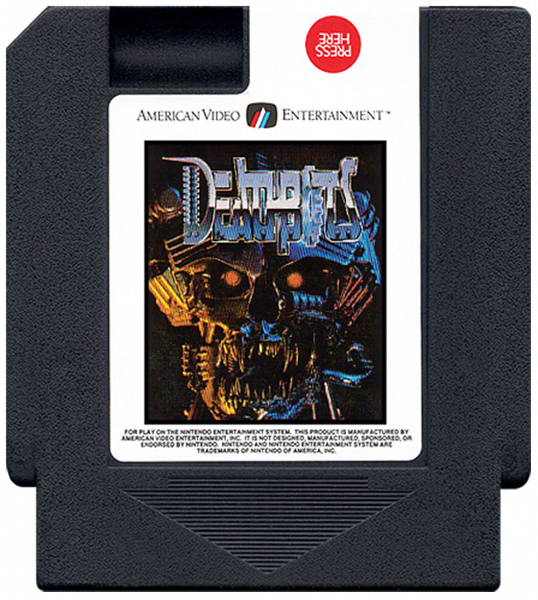 PRESS
HERE
AMERICAN VIDEO ENTERTAINMENT™
FOR PLAY ON THE NINTENDO ENTERTAINMENT SYSTEM. THIS PRODUCT IS MANUFACTURED BY
AMERICAN VIDEO ENTERTAINMENT, INC. IT IS NOT DESIGNED, MANUFACTURED, SPONSORED, OR
ENDORSED BY NINTENDO. NINTENDO AND NINTENDO ENTERTAINMENT SYSTEM ARE
TRADEMARKS OF NINTENDO OF AMERICA, INC.